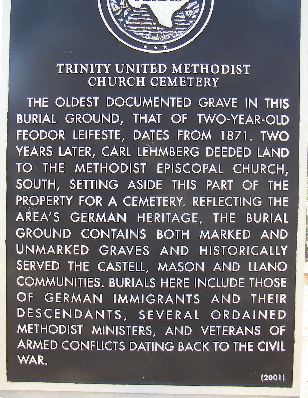 TRINITY UNITED METHODIST
CHURCH CEMETERY
THE OLDEST DOCUMENTED GRAVE IN THIS
BURIAL GROUND, THAT OF TWO-YEAR-OLD
FEODOR LEIFESTE, DATES FROM 1871. TWO
YEARS LATER, CARL LEHMBERG DEEDED LAND
TO THE METHODIST EPISCOPAL CHURCH,
SOUTH, SETTING ASIDE THIS PART OF THE
PROPERTY FOR A CEMETERY. REFLECTING THE
AREA'S GERMAN HERITAGE, THE BURIAL
GROUND CONTAINS BOTH MARKED AND
UNMARKED GRAVES AND HISTORICALLY
SERVED THE CASTELL, MASON AND LLANO
COMMUNITIES. BURIALS HERE INCLUDE THOSE
OF GERMAN IMMIGRANTS AND THEIR
DESCENDANTS, SEVERAL ORDAINED
METHODIST MINISTERS, AND VETERANS OF
ARMED CONFLICTS DATING BACK TO THE CIVIL
WAR.
(2001)